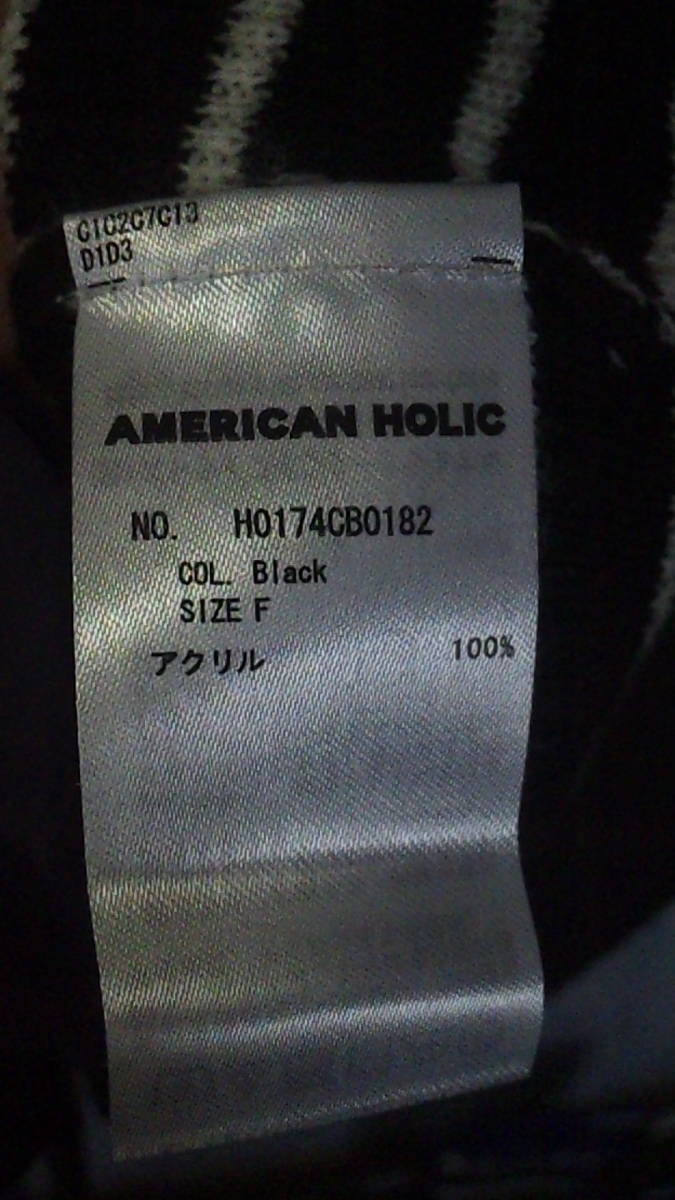 C1C2C7C13
D1D3
AMERICAN HOLIC
NO. H0174CB0182
COL. Black
SIZE F
アクリル 100%